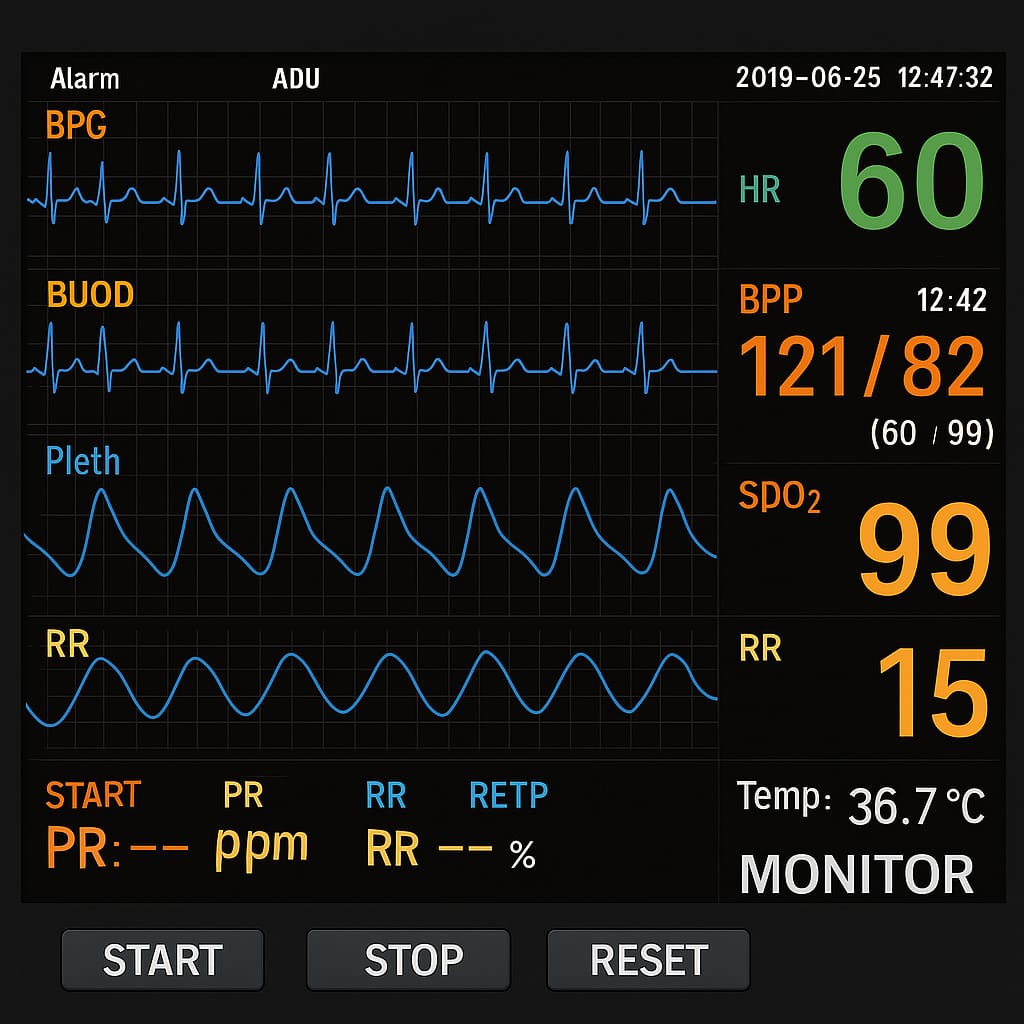 Alarm ADU 2019-06-25 12:47:32
BPG
HR 60
BUOD
BPP 12:42
121/82
(60 / 99)
Pleth
SpO₂ 99
RR
RR 15
START PR RR RETP
PR:-- ppm RR -- %
Temp: 36.7 °C
MONITOR
START STOP RESET